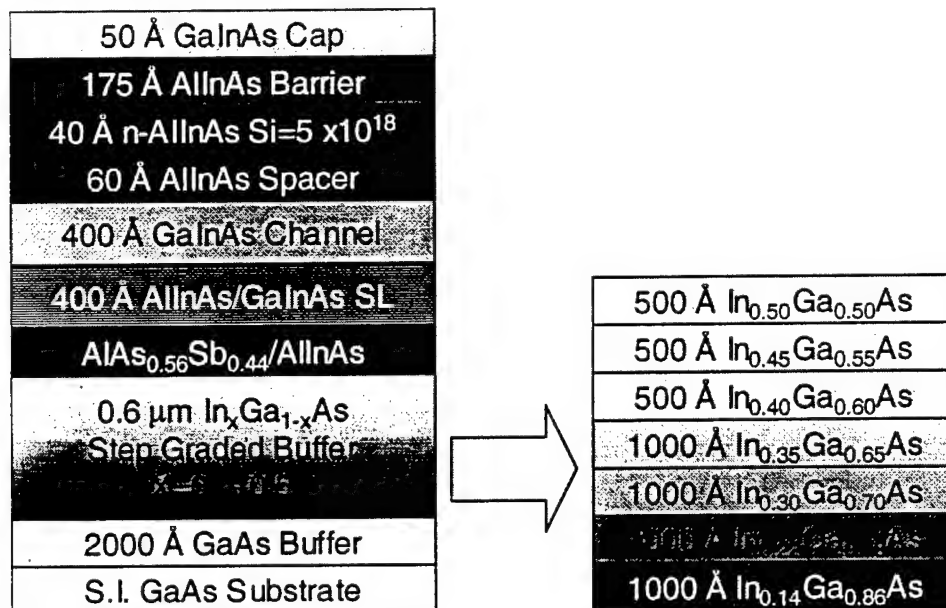 50 Å GaInAs Cap
175 Å AlInAs Barrier
40 Å n-AlInAs Si=5 x10¹⁸
60 Å AlInAs Spacer
400 Å GaInAs Channel
400 Å AlInAs/GaInAs SL
AlAs₀.₅₆Sb₀.₄₄/AlInAs
0.6 µm InₓGa₁₋ₓAs
Step Graded Buffer
2000 Å GaAs Buffer
S.I. GaAs Substrate
500 Å In₀.₅₀Ga₀.₅₀As
500 Å In₀.₄₅Ga₀.₅₅As
500 Å In₀.₄₀Ga₀.₆₀As
1000 Å In₀.₃₅Ga₀.₆₅As
1000 Å In₀.₃₀Ga₀.₇₀As
1000 Å In₀.₁₄Ga₀.₈₆As